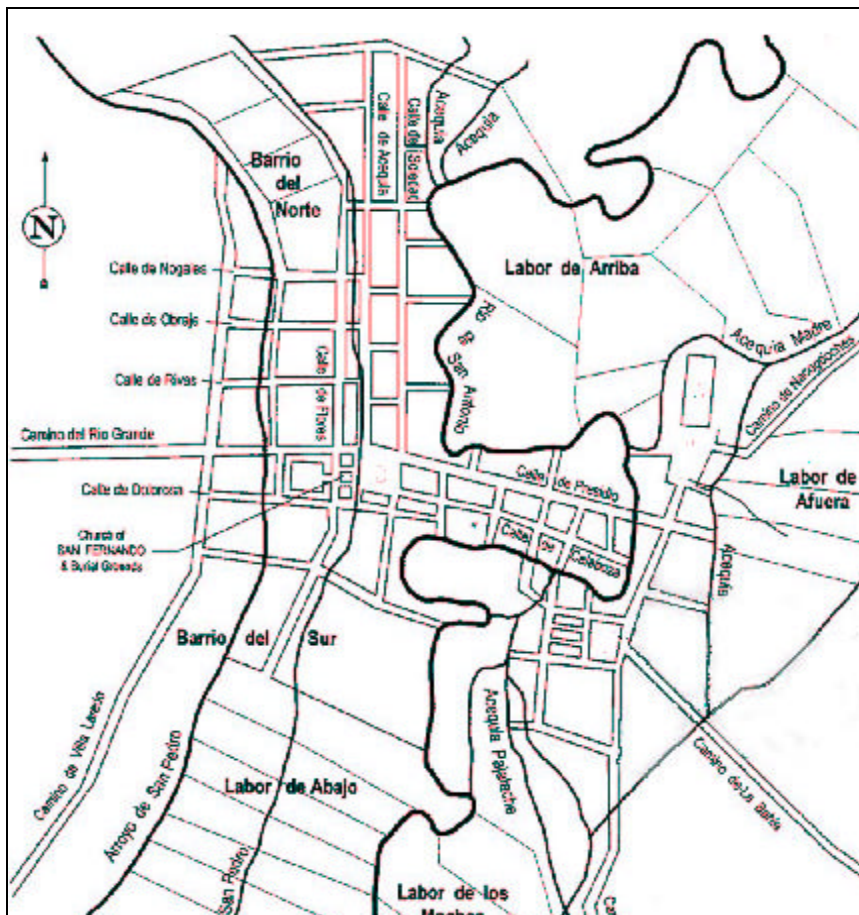 Acequia
Acequia
Calle de Acequia
Calle de Soledad
Barrio
del
Norte
N
Calle de Nogales
Labor de Arriba
Calle de Obraje
Rio de San Antonio
Acequia Madre
Calle de Flores
Calle de Rivas
Camino de Nanogdoches
Camino del Rio Grande
Calle de Presidio
Labor de
Afuera
Calle de Dolorosa
Church of
SAN FERNANDO
& Burial Grounds
Calle de Calaboza
Acequia
Barrio del Sur
Camino de Villa Laredo
Arroyo de San Pedro
Acequia Pajalache
Camino de La Bahia
Labor de Abajo
San Pedro
Labor de los